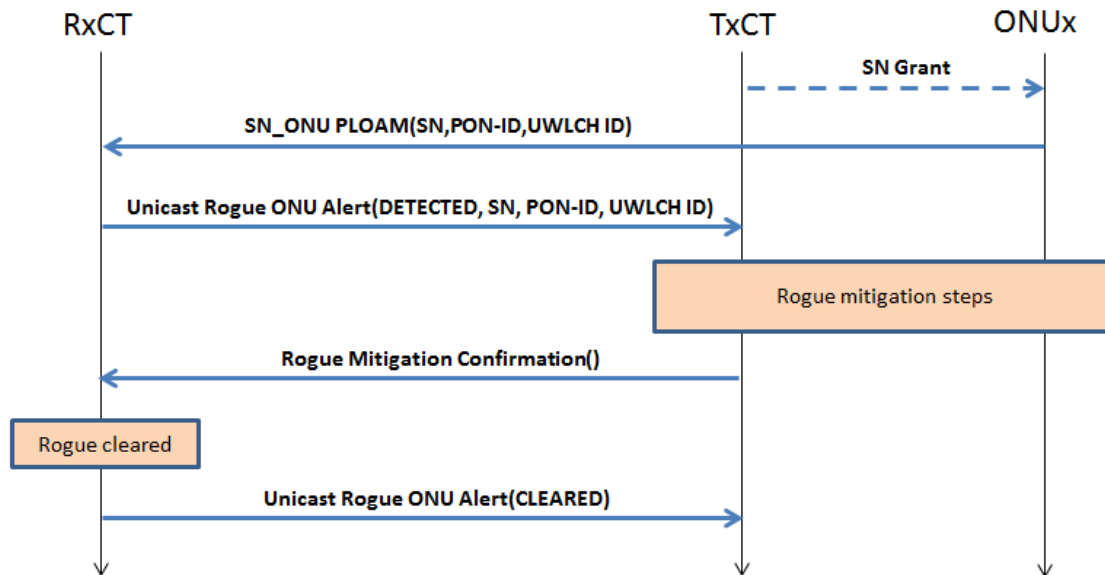 RxCT
TxCT
ONUx
SN Grant
SN_ONU PLOAM(SN,PON-ID,UWLCH ID)
Unicast Rogue ONU Alert(DETECTED, SN, PON-ID, UWLCH ID)
Rogue mitigation steps
Rogue Mitigation Confirmation()
Rogue cleared
Unicast Rogue ONU Alert(CLEARED)